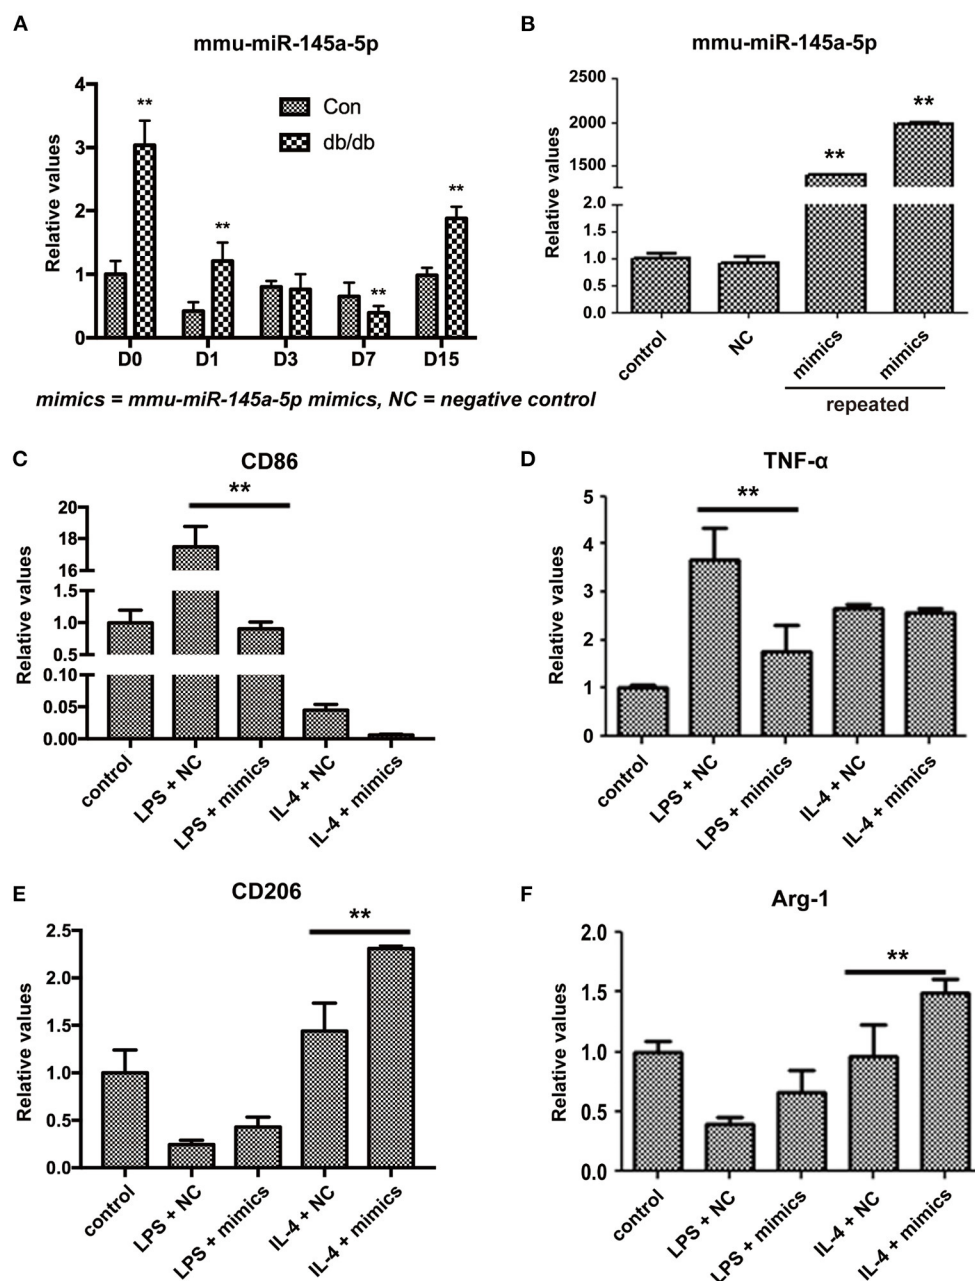 A
mmu-miR-145a-5p
Relative values
4
3
2
1
0
**
**
**
**
Con
db/db
D0 D1 D3 D7 D15
B
mmu-miR-145a-5p
Relative values
2500
2000
1500
2.0
1.5
1.0
0.5
0.0
**
**
control NC mimics mimics
repeated
mimics = mmu-miR-145a-5p mimics, NC = negative control
C
CD86
**
Relative values
20
18
16
1.5
1.0
0.5
0.10
0.05
0.00
control LPS + NC LPS + mimics IL-4 + NC IL-4 + mimics
D
TNF-α
**
Relative values
5
4
3
2
1
0
control LPS + NC LPS + mimics IL-4 + NC IL-4 + mimics
E
CD206
**
Relative values
2.5
2.0
1.5
1.0
0.5
0.0
control LPS + NC LPS + mimics IL-4 + NC IL-4 + mimics
F
Arg-1
**
Relative values
2.0
1.5
1.0
0.5
0.0
control LPS + NC LPS + mimics IL-4 + NC IL-4 + mimics